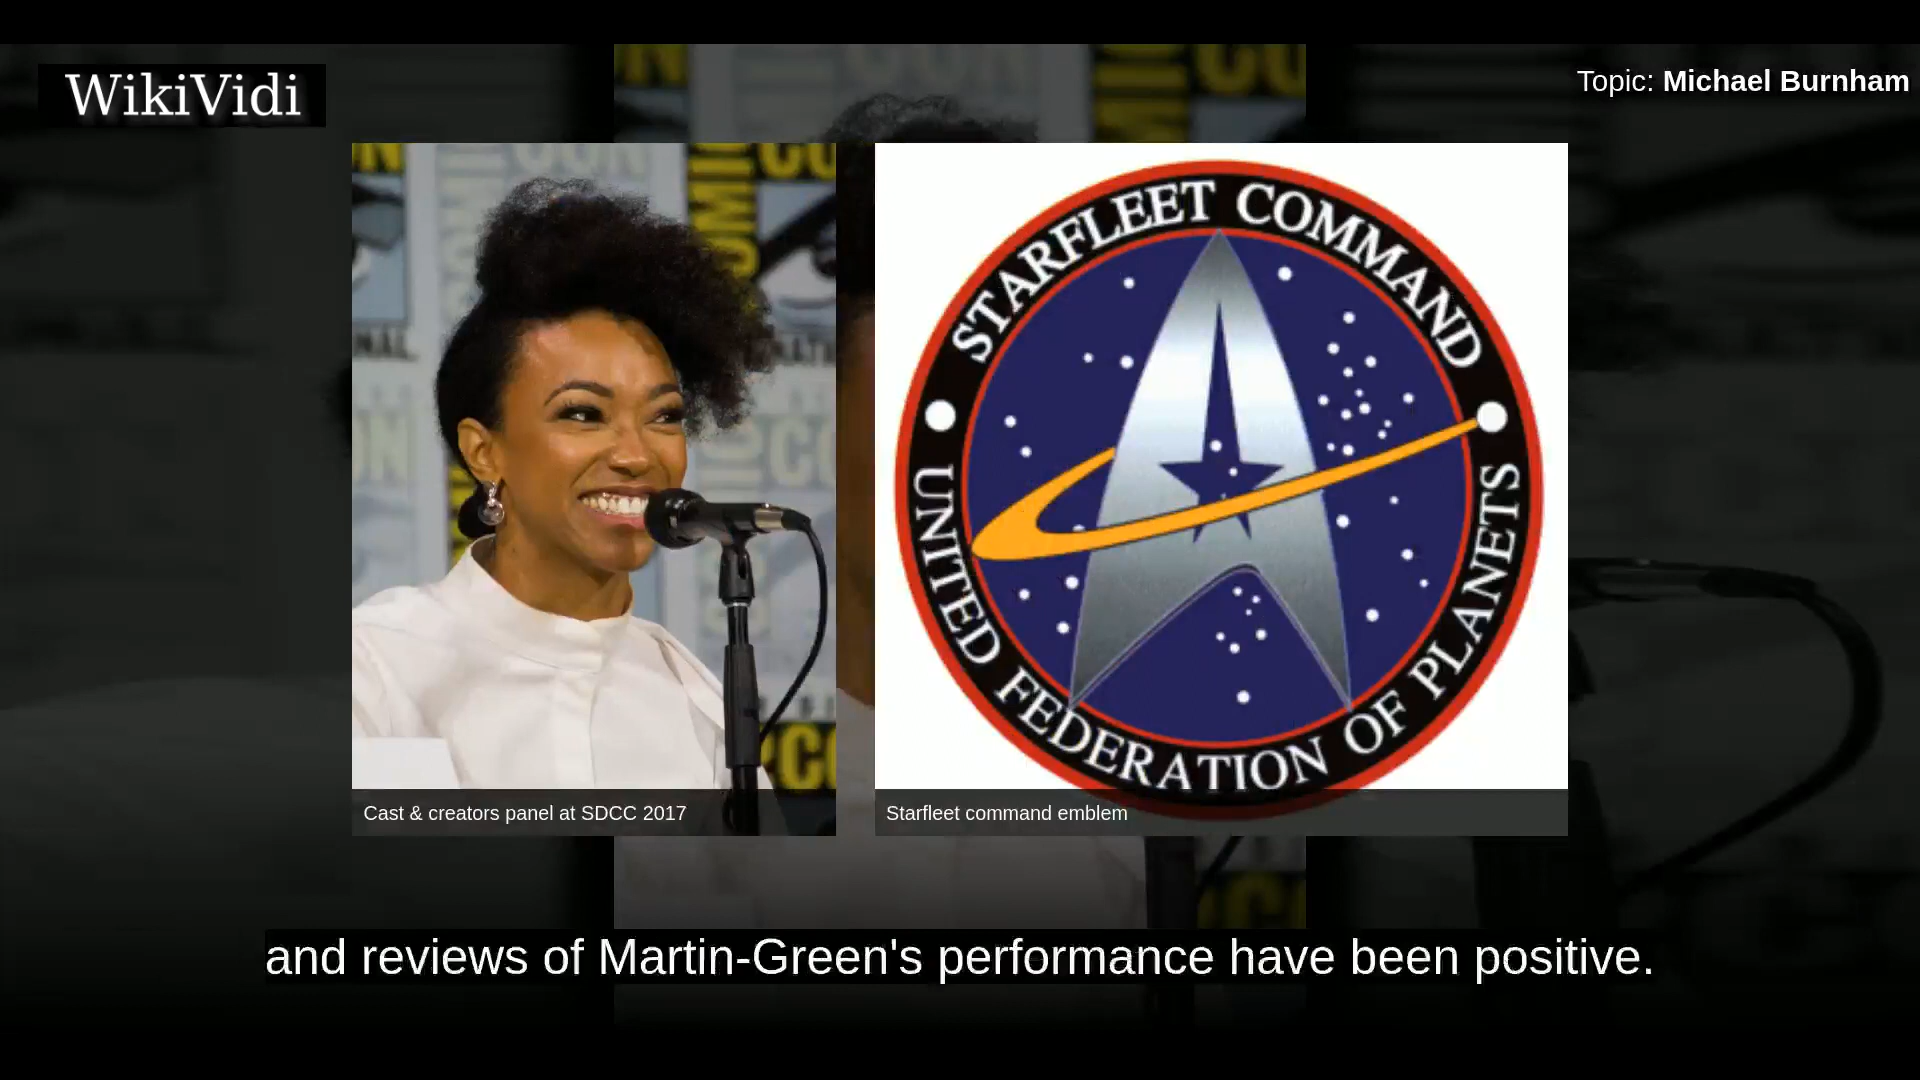 WikiVidi
Topic: Michael Burnham
STARFLEET COMMAND
UNITED FEDERATION OF PLANETS
Cast & creators panel at SDCC 2017
Starfleet command emblem
and reviews of Martin-Green's performance have been positive.